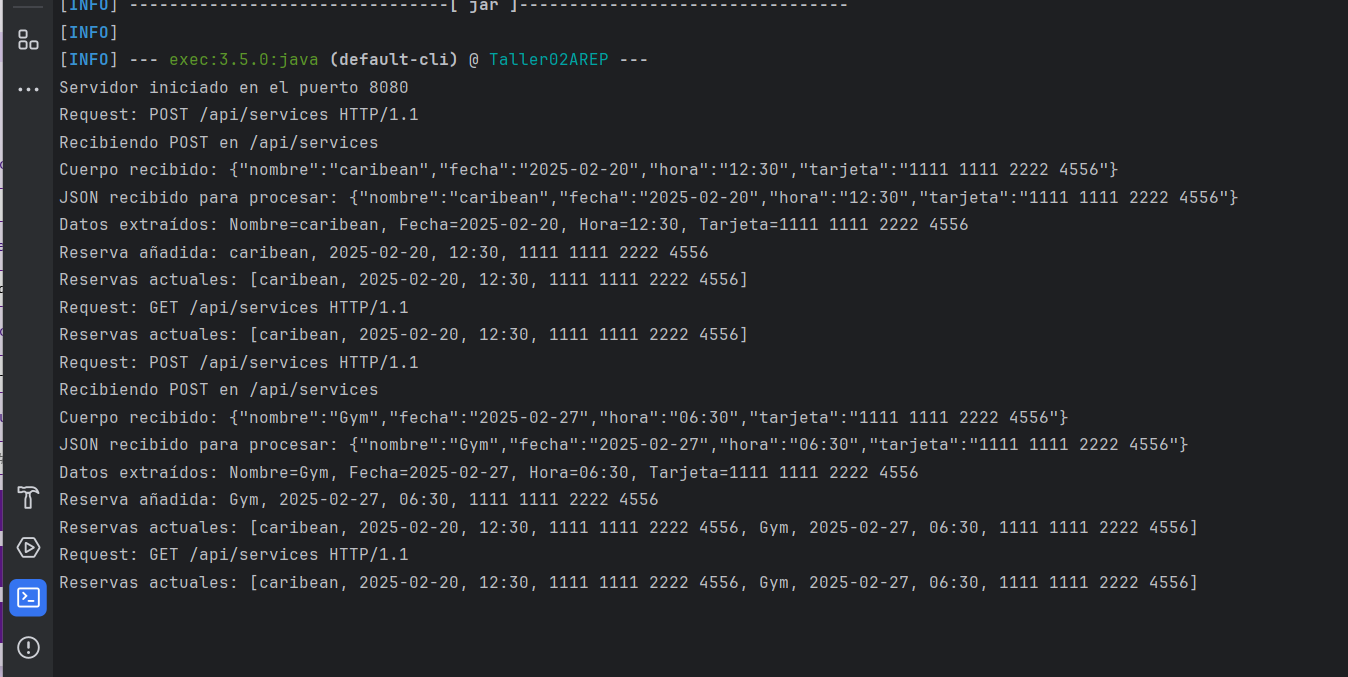 [INFO] --------------------------------[ jar ]---------------------------------
[INFO]
[INFO] --- exec:3.5.0:java (default-cli) @ Taller02AREP ---
Servidor iniciado en el puerto 8080
Request: POST /api/services HTTP/1.1
Recibiendo POST en /api/services
Cuerpo recibido: {"nombre":"caribean","fecha":"2025-02-20","hora":"12:30","tarjeta":"1111 1111 2222 4556"}
JSON recibido para procesar: {"nombre":"caribean","fecha":"2025-02-20","hora":"12:30","tarjeta":"1111 1111 2222 4556"}
Datos extraídos: Nombre=caribean, Fecha=2025-02-20, Hora=12:30, Tarjeta=1111 1111 2222 4556
Reserva añadida: caribean, 2025-02-20, 12:30, 1111 1111 2222 4556
Reservas actuales: [caribean, 2025-02-20, 12:30, 1111 1111 2222 4556]
Request: GET /api/services HTTP/1.1
Reservas actuales: [caribean, 2025-02-20, 12:30, 1111 1111 2222 4556]
Request: POST /api/services HTTP/1.1
Recibiendo POST en /api/services
Cuerpo recibido: {"nombre":"Gym","fecha":"2025-02-27","hora":"06:30","tarjeta":"1111 1111 2222 4556"}
JSON recibido para procesar: {"nombre":"Gym","fecha":"2025-02-27","hora":"06:30","tarjeta":"1111 1111 2222 4556"}
Datos extraídos: Nombre=Gym, Fecha=2025-02-27, Hora=06:30, Tarjeta=1111 1111 2222 4556
Reserva añadida: Gym, 2025-02-27, 06:30, 1111 1111 2222 4556
Reservas actuales: [caribean, 2025-02-20, 12:30, 1111 1111 2222 4556, Gym, 2025-02-27, 06:30, 1111 1111 2222 4556]
Request: GET /api/services HTTP/1.1
Reservas actuales: [caribean, 2025-02-20, 12:30, 1111 1111 2222 4556, Gym, 2025-02-27, 06:30, 1111 1111 2222 4556]